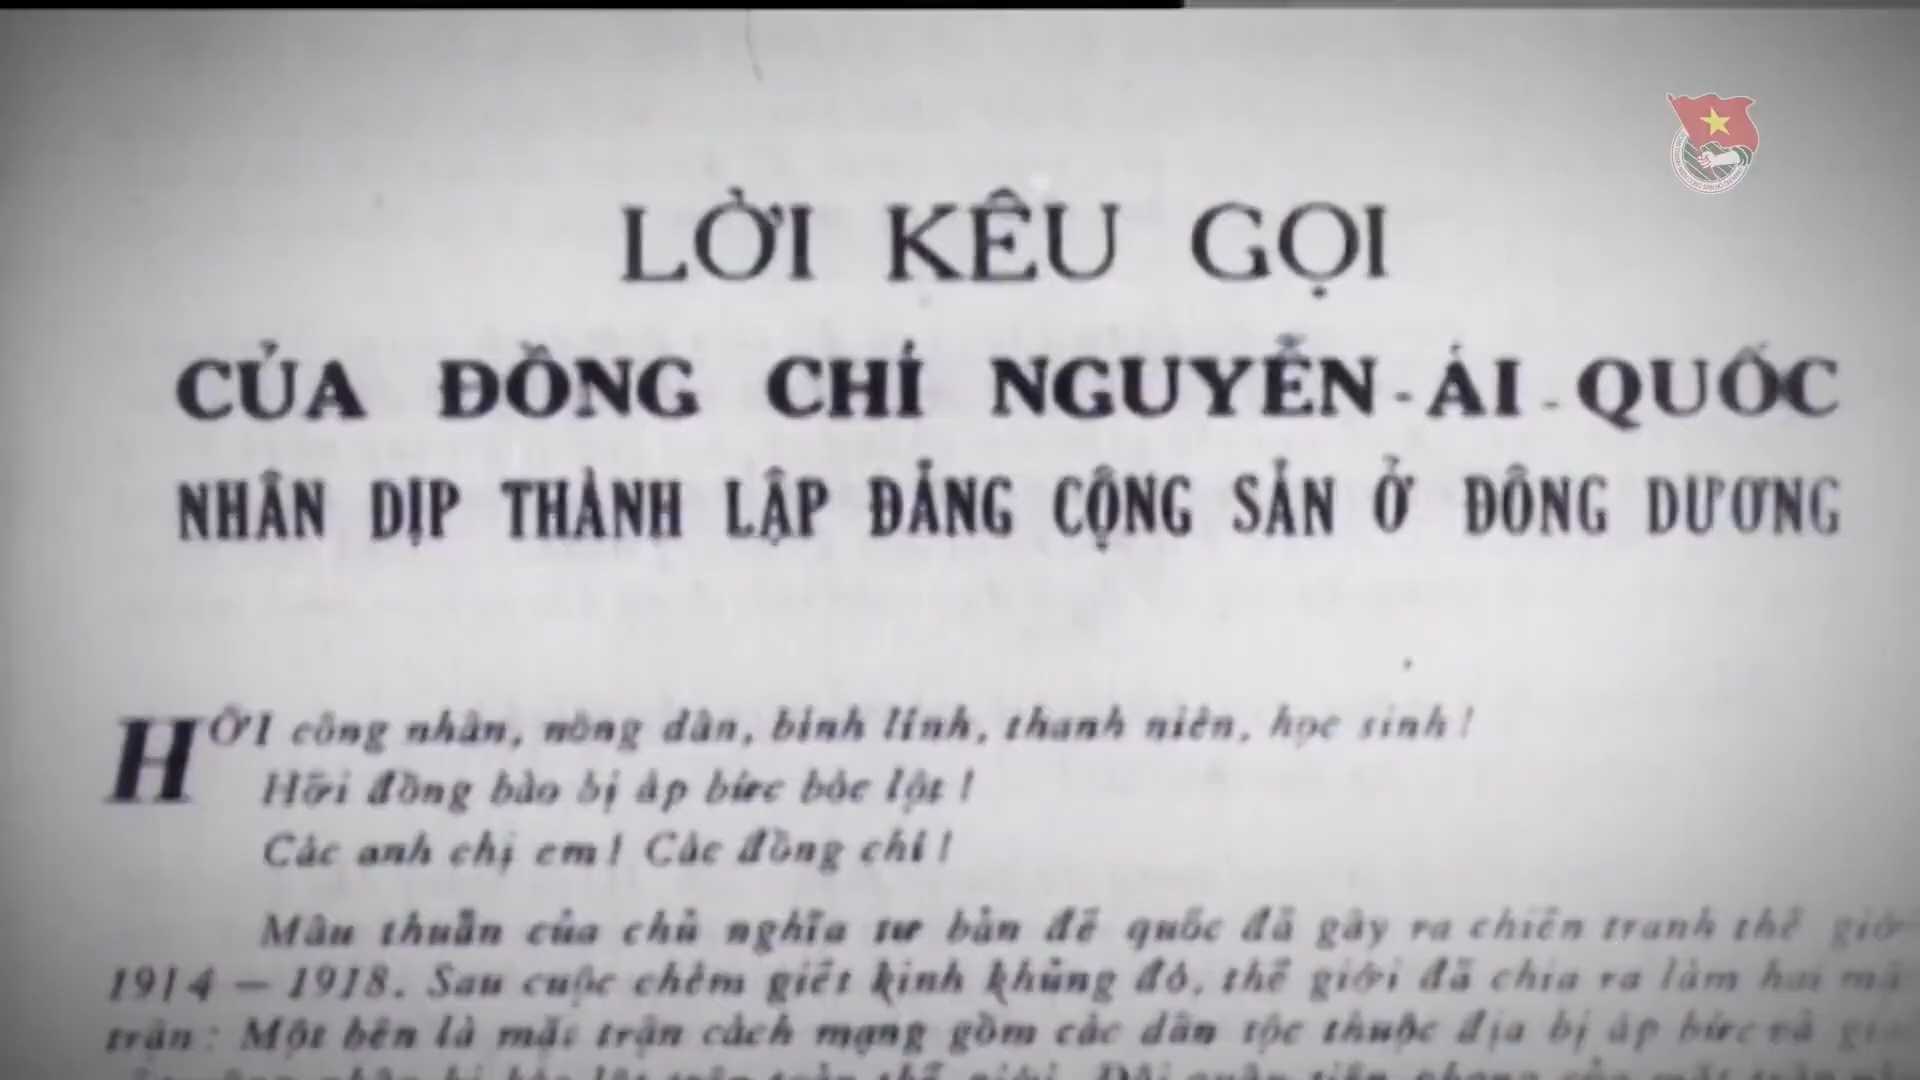 LỜI KÊU GỌI
CỦA ĐỒNG CHÍ NGUYỄN - ÁI - QUỐC
NHÂN DỊP THÀNH LẬP ĐẢNG CỘNG SẢN Ở ĐÔNG DƯƠNG
HỠI công nhân, nông dân, binh lính, thanh niên, học sinh!
Hỡi đồng bào bị áp bức bóc lột!
Các anh chị em! Các đồng chí!
Mâu thuẫn của chủ nghĩa tư bản đế quốc đã gây ra chiến tranh thế giới
1914 — 1918. Sau cuộc chém giết kinh khủng đó, thế giới đã chia ra làm hai mặ
trận: Một bên là mặt trận cách mạng gồm các dân tộc thuộc địa bị áp bức và gia